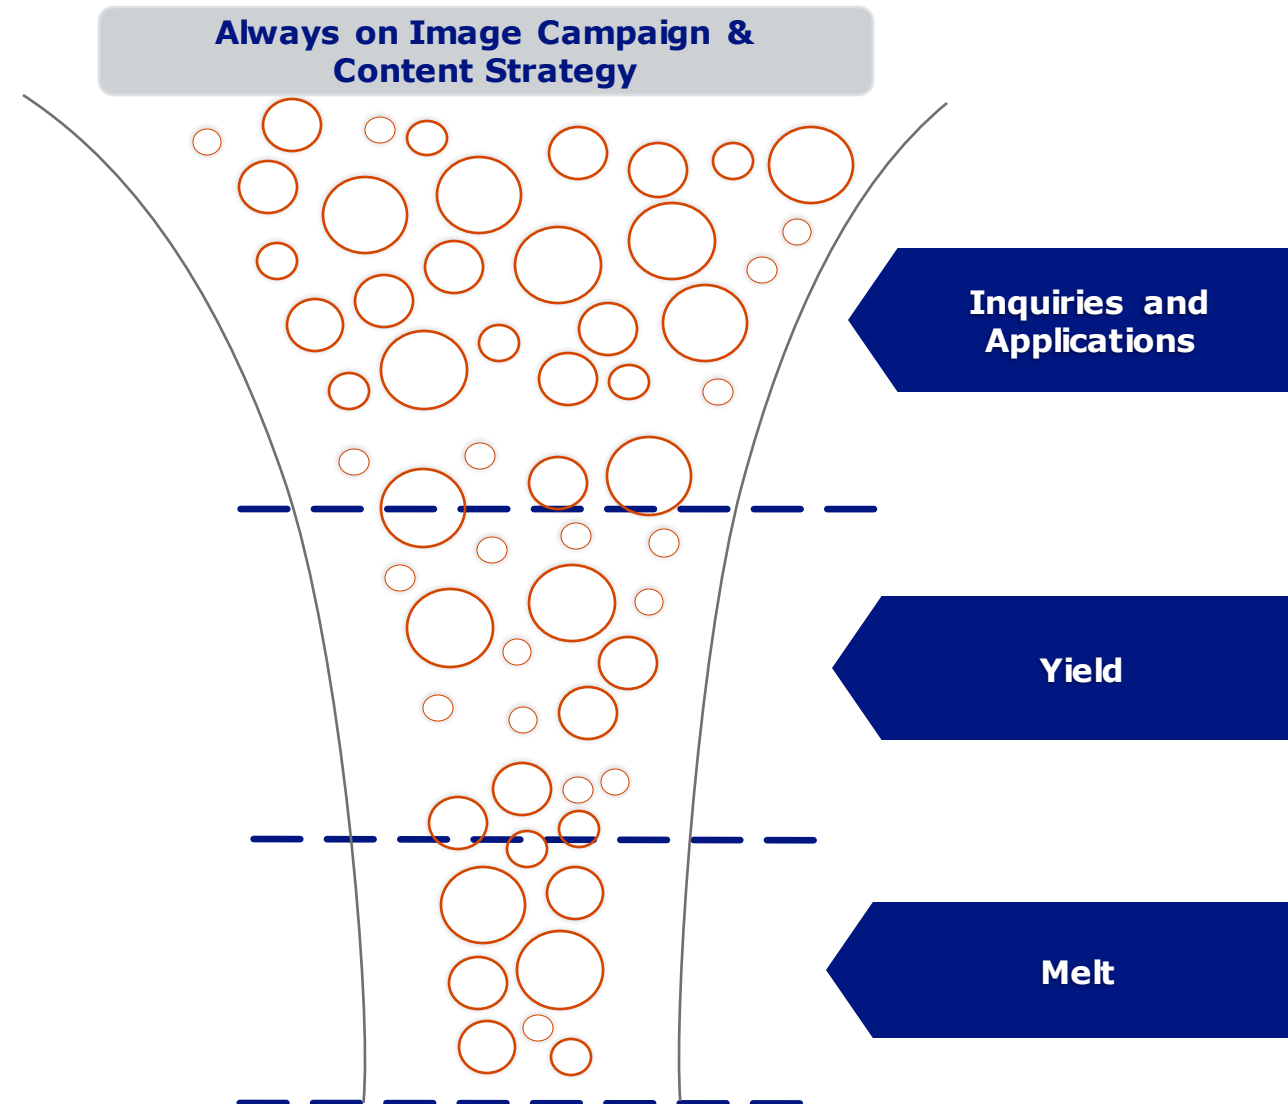 Always on Image Campaign &
Content Strategy
Inquiries and
Applications
Yield
Melt